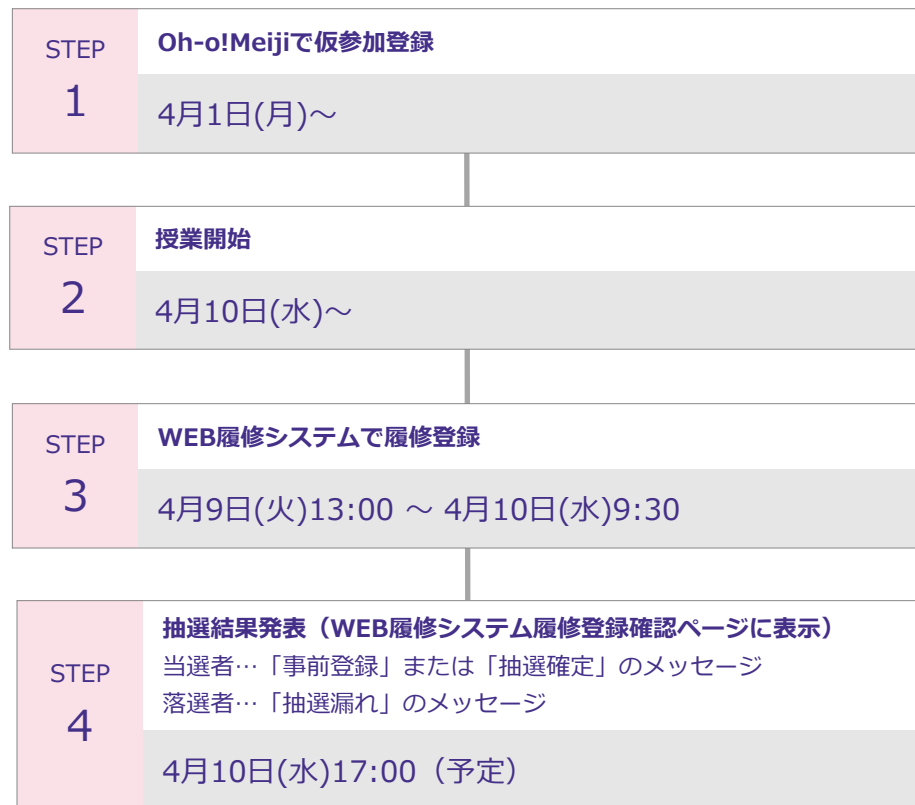 STEP
1
Oh-o!Meijiで仮参加登録
4月1日(月)～
STEP
2
授業開始
4月10日(水)～
STEP
3
WEB履修システムで履修登録
4月9日(火)13:00 ～ 4月10日(水)9:30
STEP
4
抽選結果発表（WEB履修システム履修登録確認ページに表示）
当選者…「事前登録」または「抽選確定」のメッセージ
落選者…「抽選漏れ」のメッセージ
4月10日(水)17:00（予定）